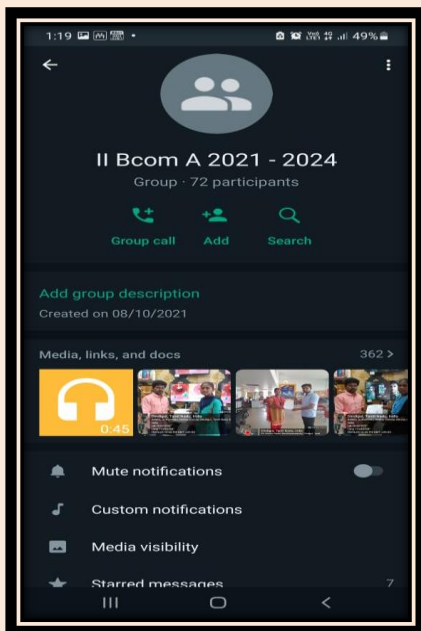 1:19
49%
II Bcom A 2021 - 2024
Group · 72 participants
Group call Add Search
Add group description
Created on 08/10/2021
Media, links, and docs 362 >
0:45
Mute notifications
Custom notifications
Media visibility
Starred messages 7